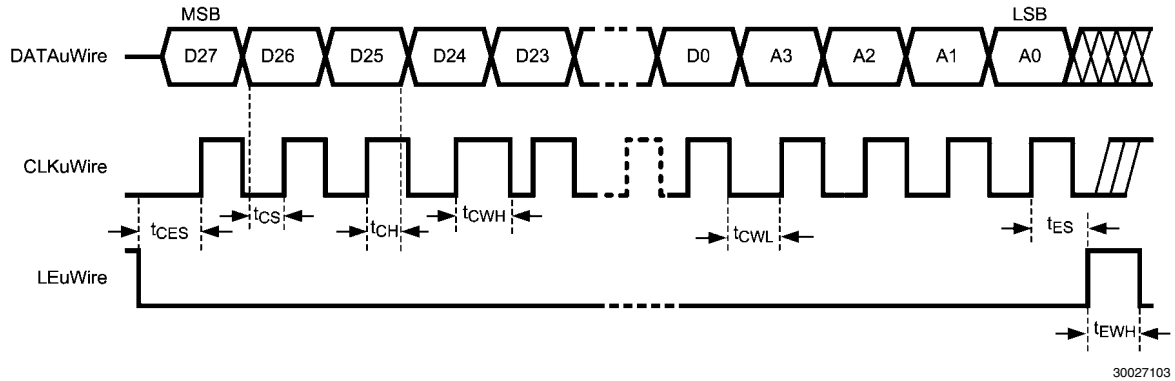 MSB
LSB
DATAuWire
D27
D26
D25
D24
D23
D0
A3
A2
A1
A0
CLKuWire
tCES
tCS
tCH
tCWH
tCWL
tES
LEuWire
tEWH
30027103